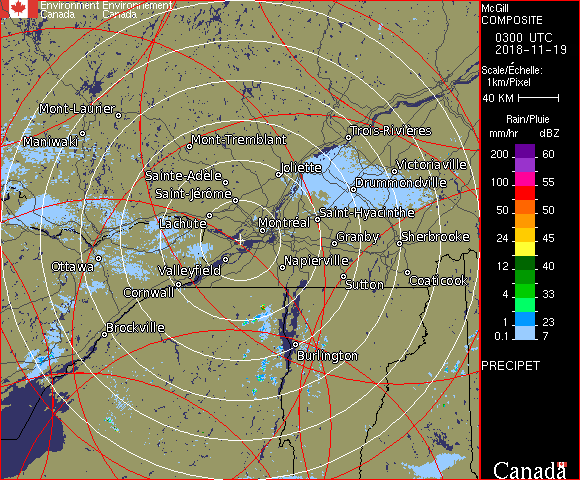 Environment Environnement
Canada Canada
McGill
COMPOSITE
0300 UTC
2018-11-19
Scale/Échelle:
1km/Pixel
40 KM
Rain/Pluie
mm/hr dBZ
200 60
100 55
50 50
24 45
12 40
4 33
1 23
0.1 7
PRECIPET
Canada
Mont-Laurier
Maniwaki
Mont-Tremblant
Trois-Rivières
Joliette
Victoriaville
Sainte-Adèle
Drummondville
Saint-Jérôme
Saint-Hyacinthe
Lachute
Montréal
Granby
Sherbrooke
Ottawa
Valleyfield
Napierville
Cornwall
Sutton
Coaticook
Brockville
Burlington